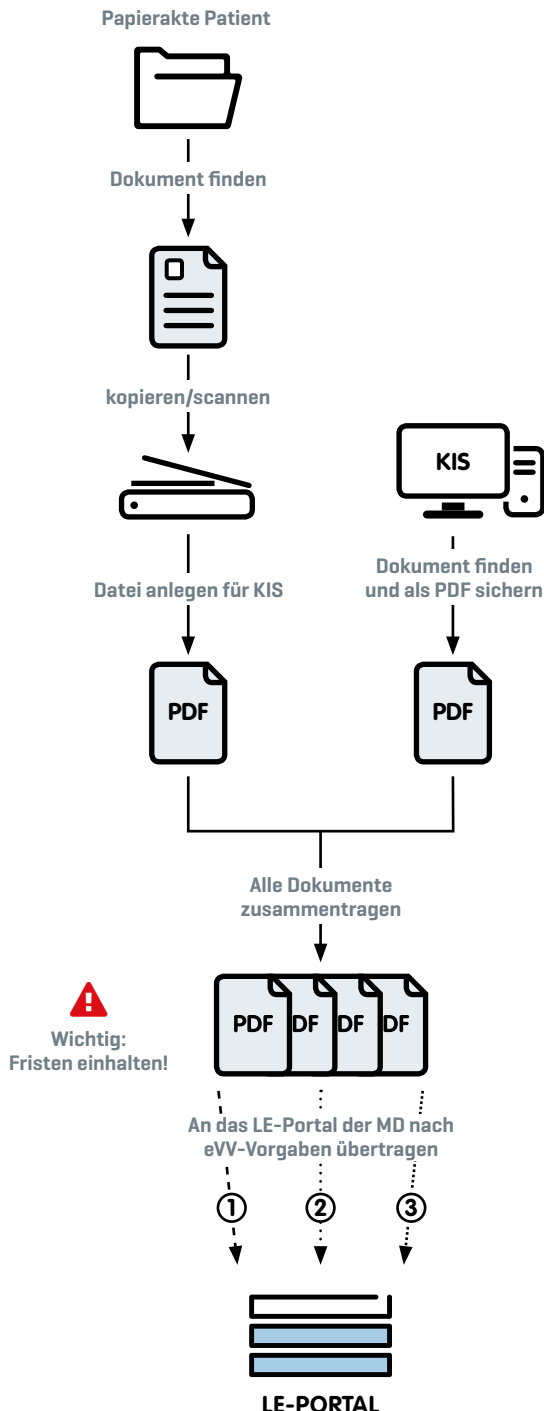 Papierakte Patient
Dokument finden
kopieren/scannen
KIS
Datei anlegen für KIS
Dokument finden
und als PDF sichern
PDF
PDF
Alle Dokumente
zusammentragen
PDF DF DF DF
Wichtig:
Fristen einhalten!
An das LE-Portal der MD nach
eVV-Vorgaben übertragen
1 2 3
LE-PORTAL